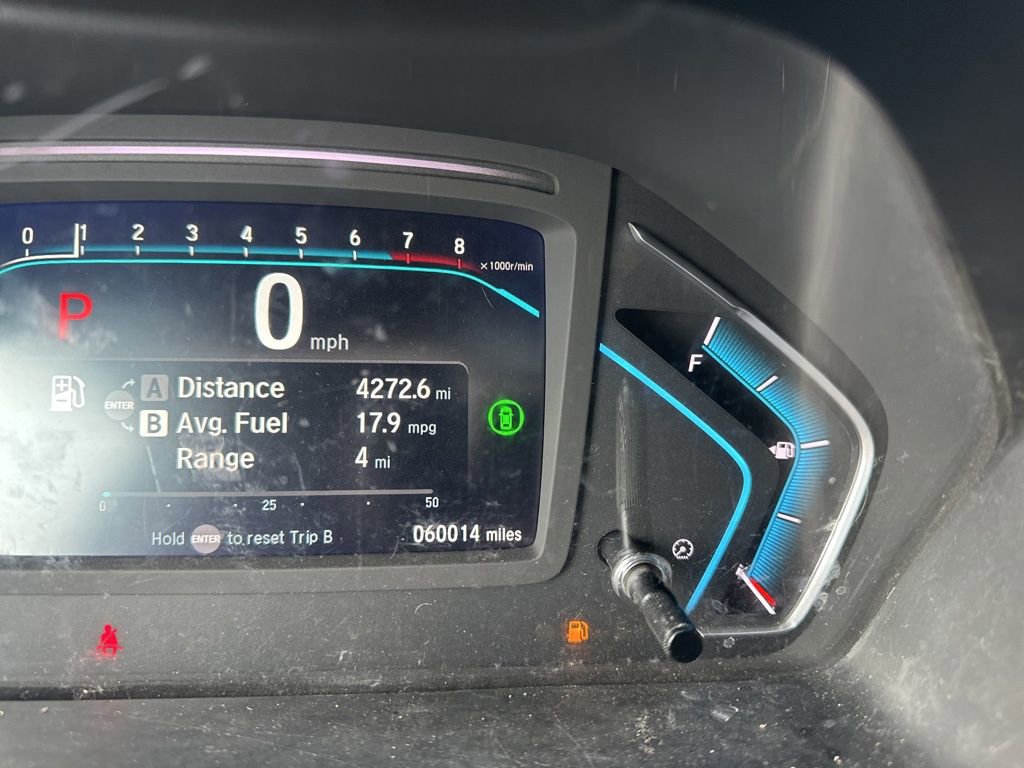 0 1 2 3 4 5 6 7 8
×1000r/min
P
0 mph
F
A Distance 4272.6 mi
ENTER
B Avg. Fuel 17.9 mpg
Range 4 mi
0 25 50
Hold ENTER to reset Trip B
060014 miles